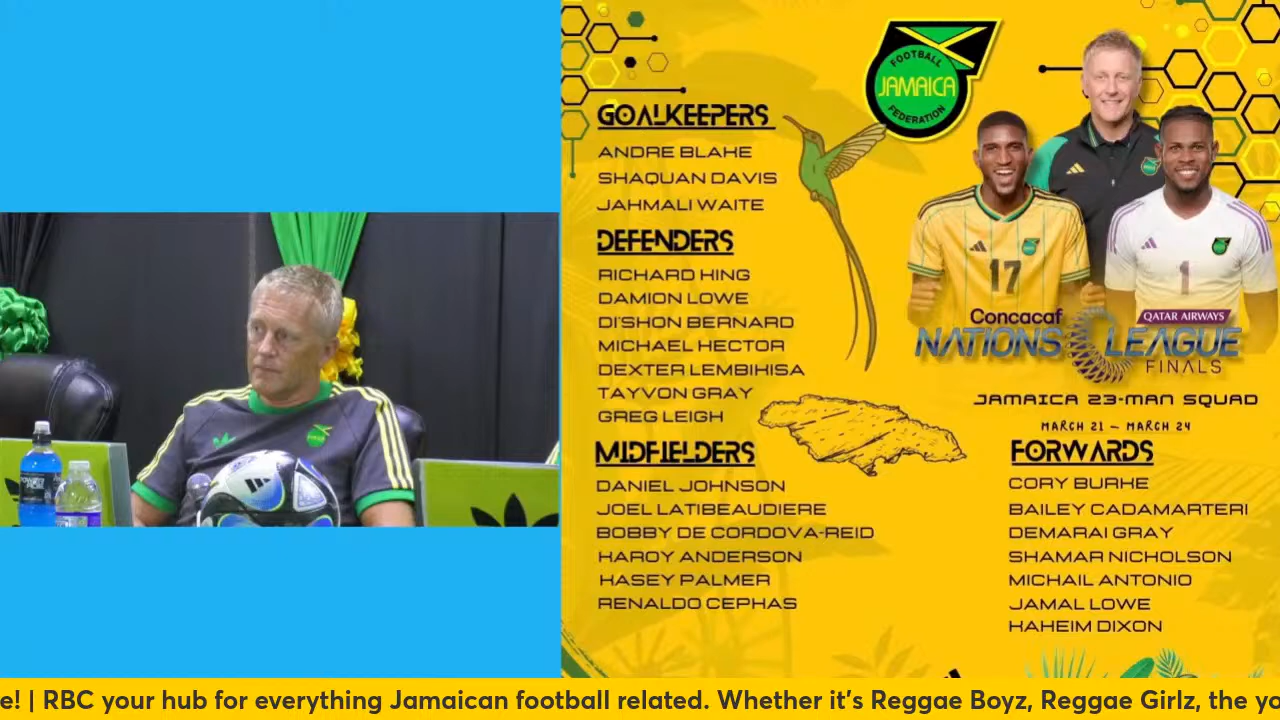 FOOTBALL
JAMAICA
FEDERATION
GOALKEEPERS
ANDRE BLAKE
SHAQUAN DAVIS
JAHMALI WAITE
DEFENDERS
RICHARD KING
DAMION LOWE
DI'SHON BERNARD
MICHAEL HECTOR
DEXTER LEMBIKISA
TAYVON GRAY
GREG LEIGH
MIDFIELDERS
DANIEL JOHNSON
JOEL LATIBEAUDIERE
BOBBY DE CORDOVA-REID
KAROY ANDERSON
KASEY PALMER
RENALDO CEPHAS
17
1
Concacaf
QATAR AIRWAYS
NATIONS LEAGUE
FINALS
JAMAICA 23-MAN SQUAD
MARCH 21 – MARCH 24
FORWARDS
CORY BURKE
BAILEY CADAMARTERI
DEMARAI GRAY
SHAMAR NICHOLSON
MICHAIL ANTONIO
JAMAL LOWE
KAHEIM DIXON
e! | RBC your hub for everything Jamaican football related. Whether it's Reggae Boyz, Reggae Girlz, the yo